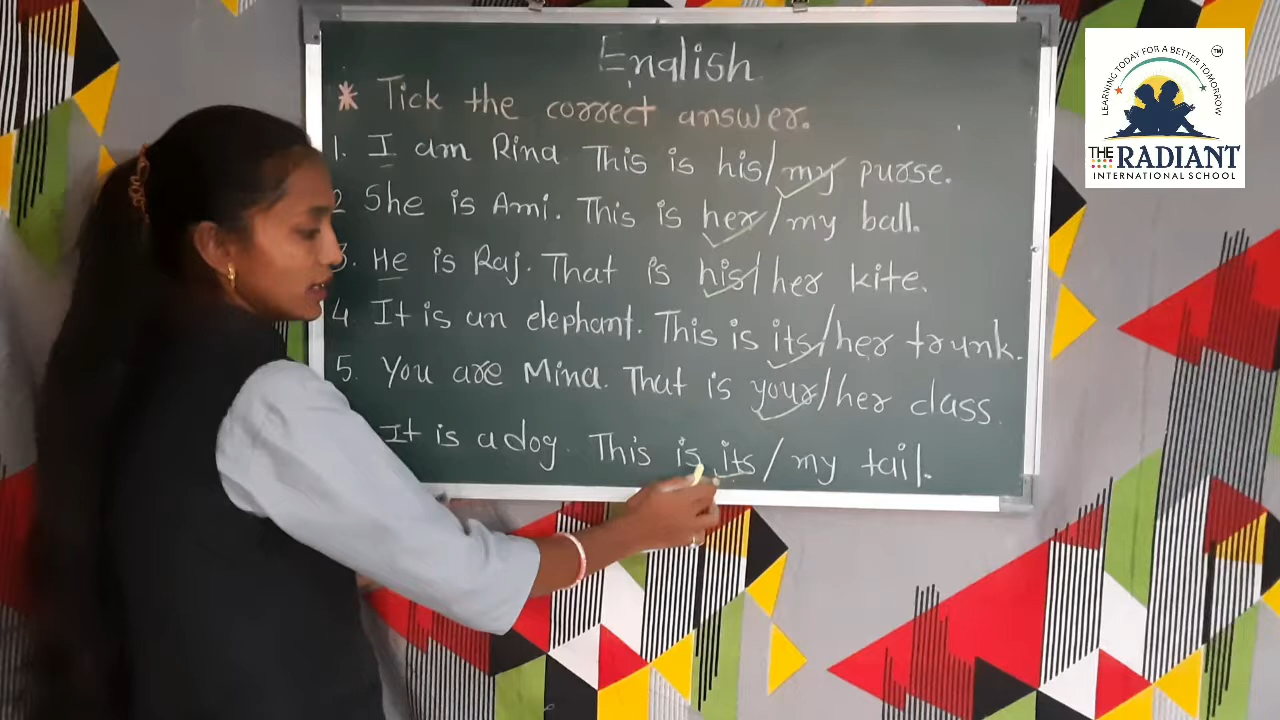 English
* Tick the correct answer.
1. I am Rina This is his/my purse.
2 She is Ami. This is her/my ball.
3. He is Raj. That is his/her kite.
4 It is an elephant. This is its/her trunk.
5. You are Mina. That is your/her class.
It is a dog. This is its/my tail.
LEARNING TODAY FOR A BETTER TOMORROW
TM
THE RADIANT
INTERNATIONAL SCHOOL